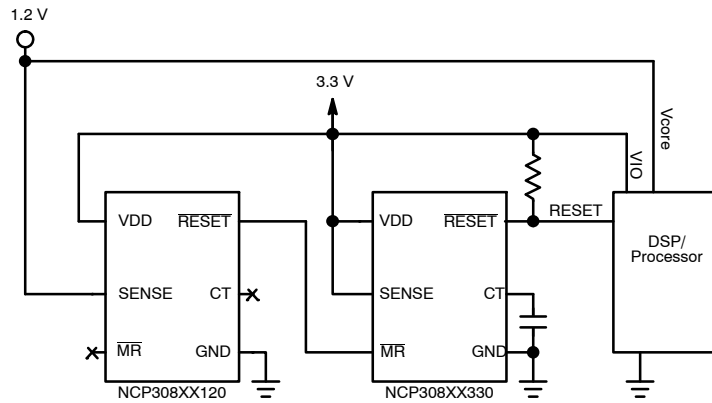 1.2 V
3.3 V
Vcore
VIO
VDD
RESET
SENSE
CT
MR
GND
NCP308XX120
VDD
RESET
SENSE
CT
MR
GND
NCP308XX330
RESET
DSP/
Processor